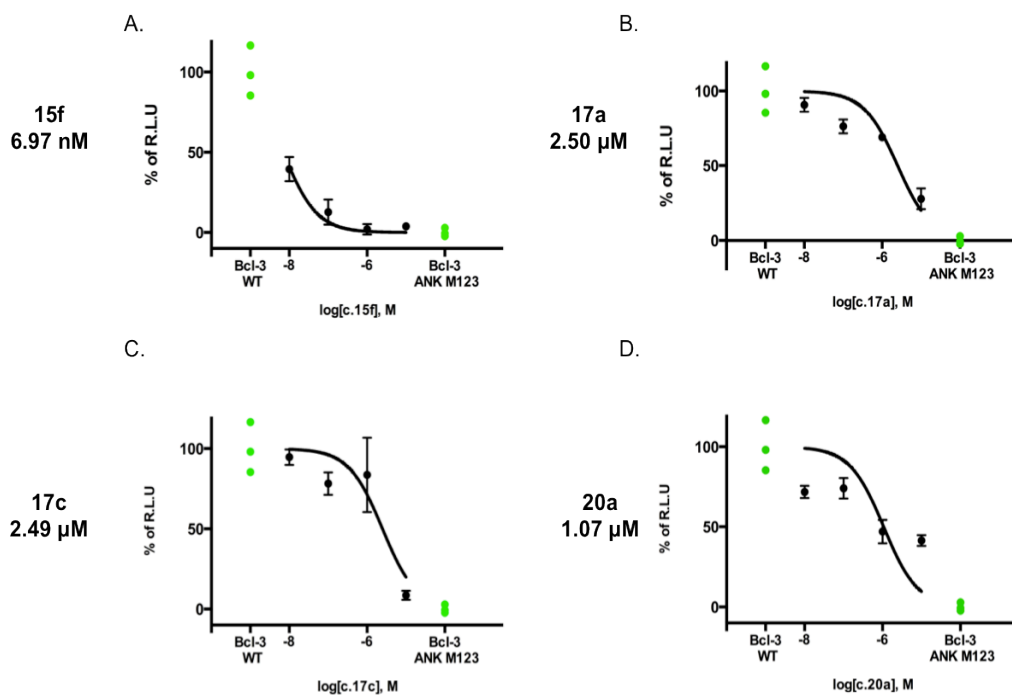 A.
15f
6.97 nM
% of R.L.U
100
50
0
Bcl-3
WT
-8
-6
Bcl-3
ANK M123
log[c.15f], M
B.
17a
2.50 µM
% of R.L.U
100
50
0
Bcl-3
WT
-8
-6
Bcl-3
ANK M123
log[c.17a], M
C.
17c
2.49 µM
% of R.L.U
100
50
0
Bcl-3
WT
-8
-6
Bcl-3
ANK M123
log[c.17c], M
D.
20a
1.07 µM
% of R.L.U
100
50
0
Bcl-3
WT
-8
-6
Bcl-3
ANK M123
log[c.20a], M